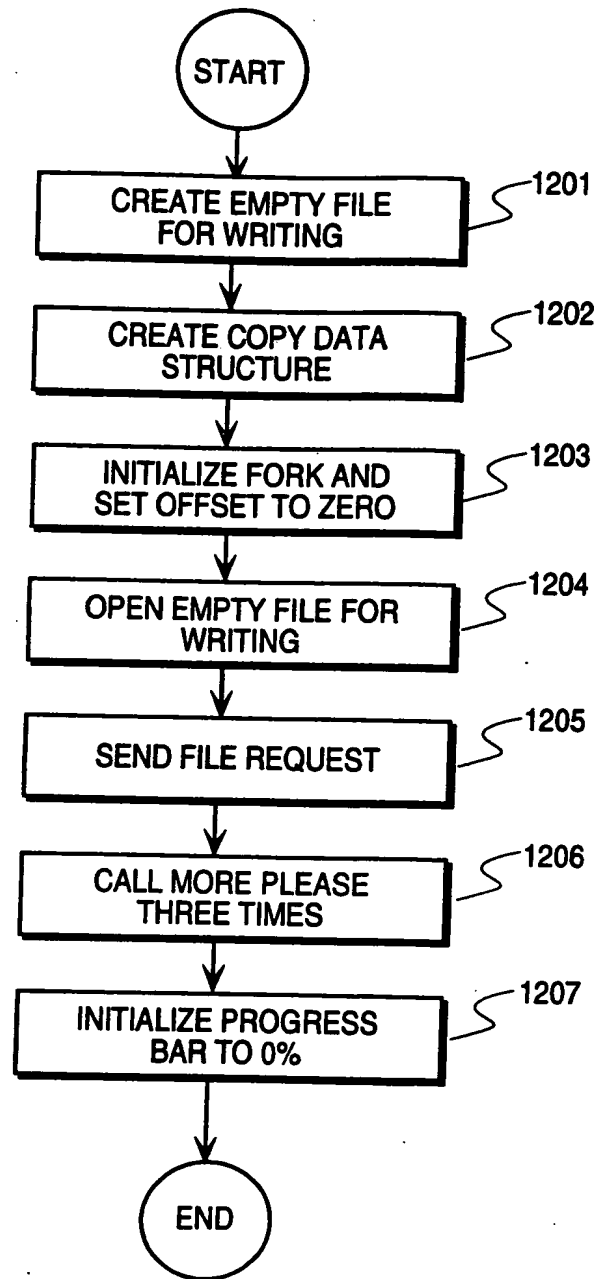 START
CREATE EMPTY FILE
FOR WRITING
1201
CREATE COPY DATA
STRUCTURE
1202
INITIALIZE FORK AND
SET OFFSET TO ZERO
1203
OPEN EMPTY FILE FOR
WRITING
1204
SEND FILE REQUEST
1205
CALL MORE PLEASE
THREE TIMES
1206
INITIALIZE PROGRESS
BAR TO 0%
1207
END